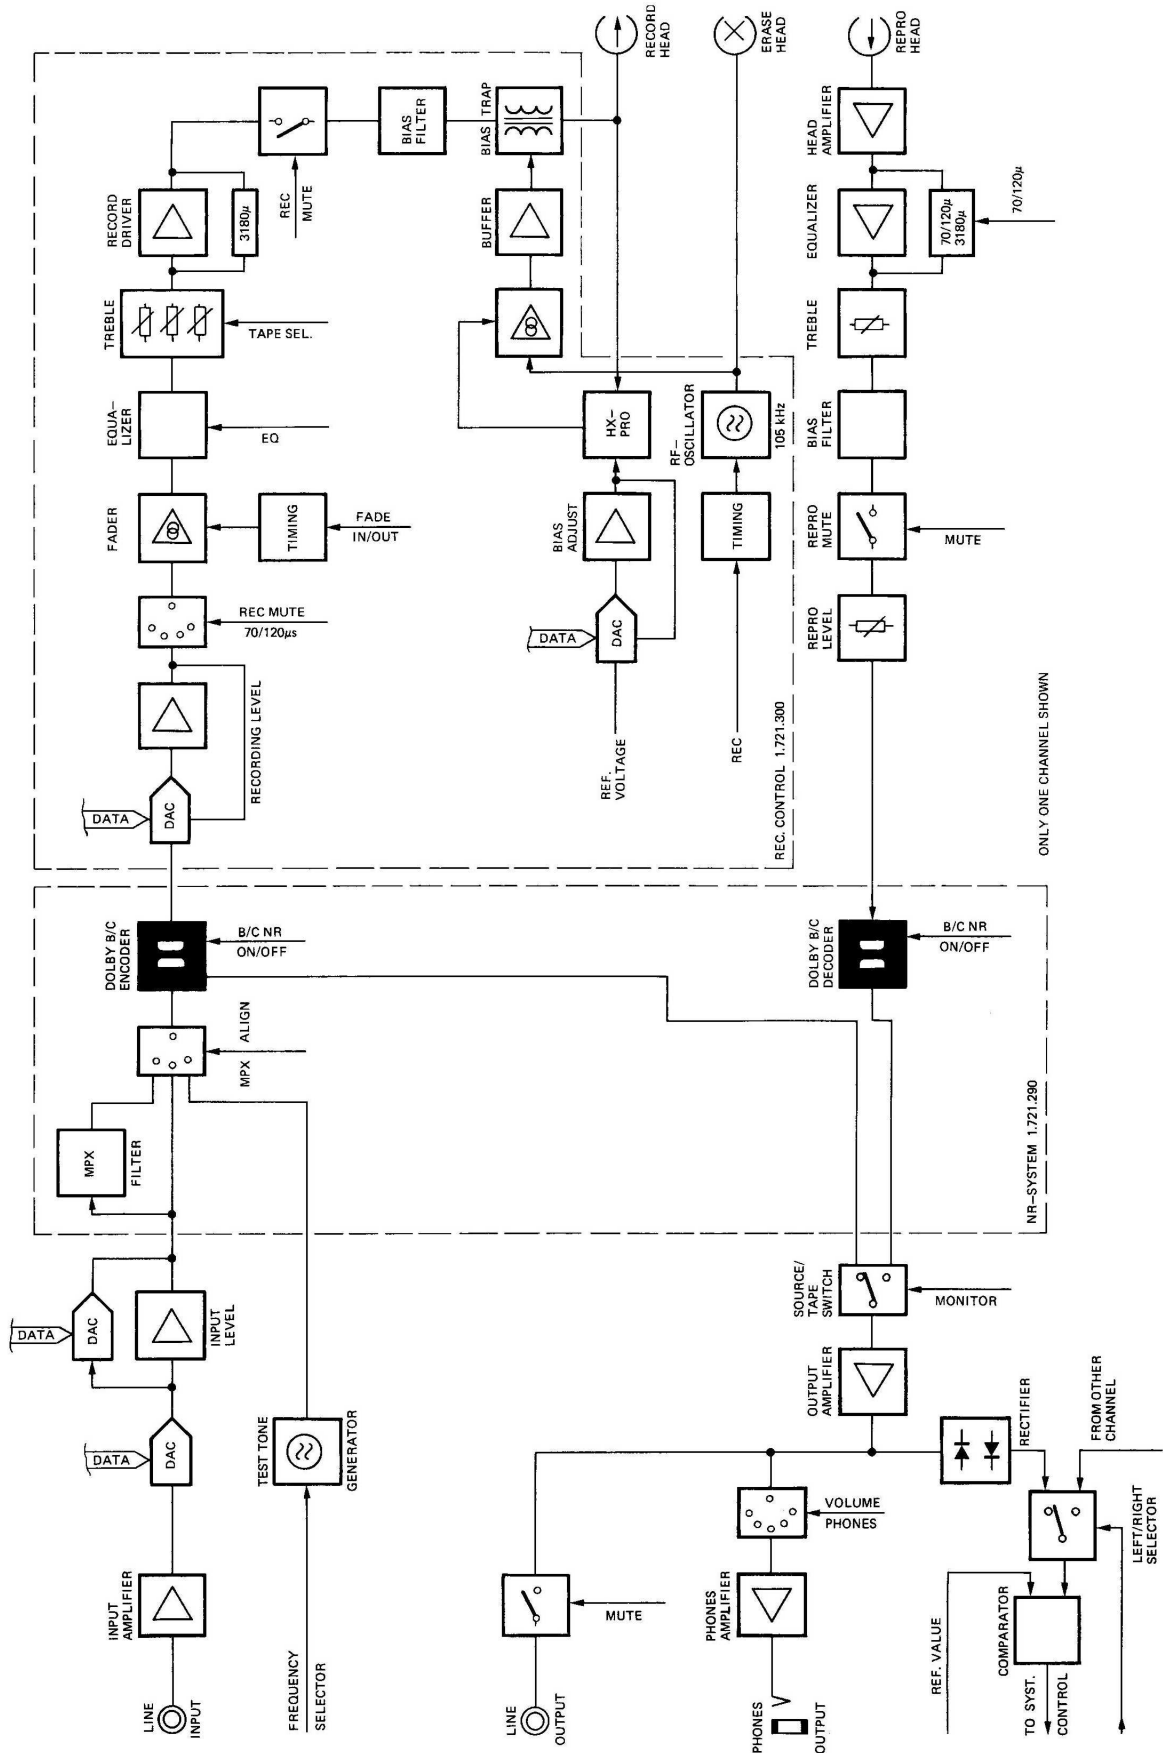 RECORD
HEAD
ERASE
HEAD
REPRO
HEAD
BIAS
FILTER
BIAS TRAP
HEAD
AMPLIFIER
REC
MUTE
RECORD
DRIVER
3180µ
BUFFER
EQUALIZER
70/120µ
3180µ
70/120µ
TREBLE
TAPE SEL.
TREBLE
EQUA-
LIZER
EQ
HX-
PRO
RF-
OSCILLATOR
105 kHz
BIAS
FILTER
FADER
TIMING
FADE
IN/OUT
BIAS
ADJUST
TIMING
REPRO
MUTE
MUTE
REC MUTE
70/120µs
DATA
DAC
REPRO
LEVEL
RECORDING LEVEL
REF.
VOLTAGE
REC
DATA
DAC
REC. CONTROL 1.721.300
ONLY ONE CHANNEL SHOWN
DOLBY B/C
ENCODER
B/C NR
ON/OFF
DOLBY B/C
DECODER
B/C NR
ON/OFF
MPX ALIGN
MPX
FILTER
NR-SYSTEM 1.721.290
DATA
DAC
INPUT
LEVEL
SOURCE/
TAPE
SWITCH
MONITOR
DATA
DAC
TEST TONE
GENERATOR
OUTPUT
AMPLIFIER
RECTIFIER
FROM OTHER
CHANNEL
VOLUME
PHONES
LEFT/RIGHT
SELECTOR
INPUT
AMPLIFIER
MUTE
PHONES
AMPLIFIER
COMPARATOR
REF. VALUE
LINE
INPUT
FREQUENCY
SELECTOR
LINE
OUTPUT
PHONES
OUTPUT
TO SYST.
CONTROL